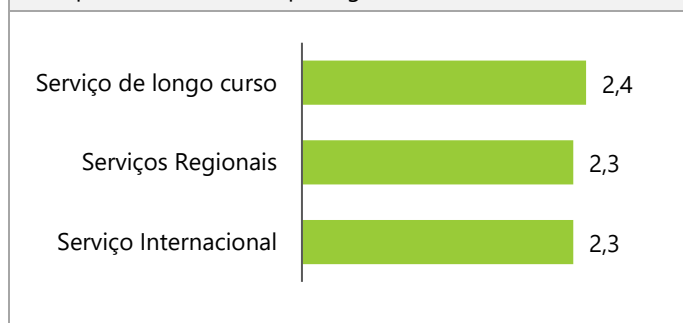 Serviço de longo curso 2,4
Serviços Regionais 2,3
Serviço Internacional 2,3